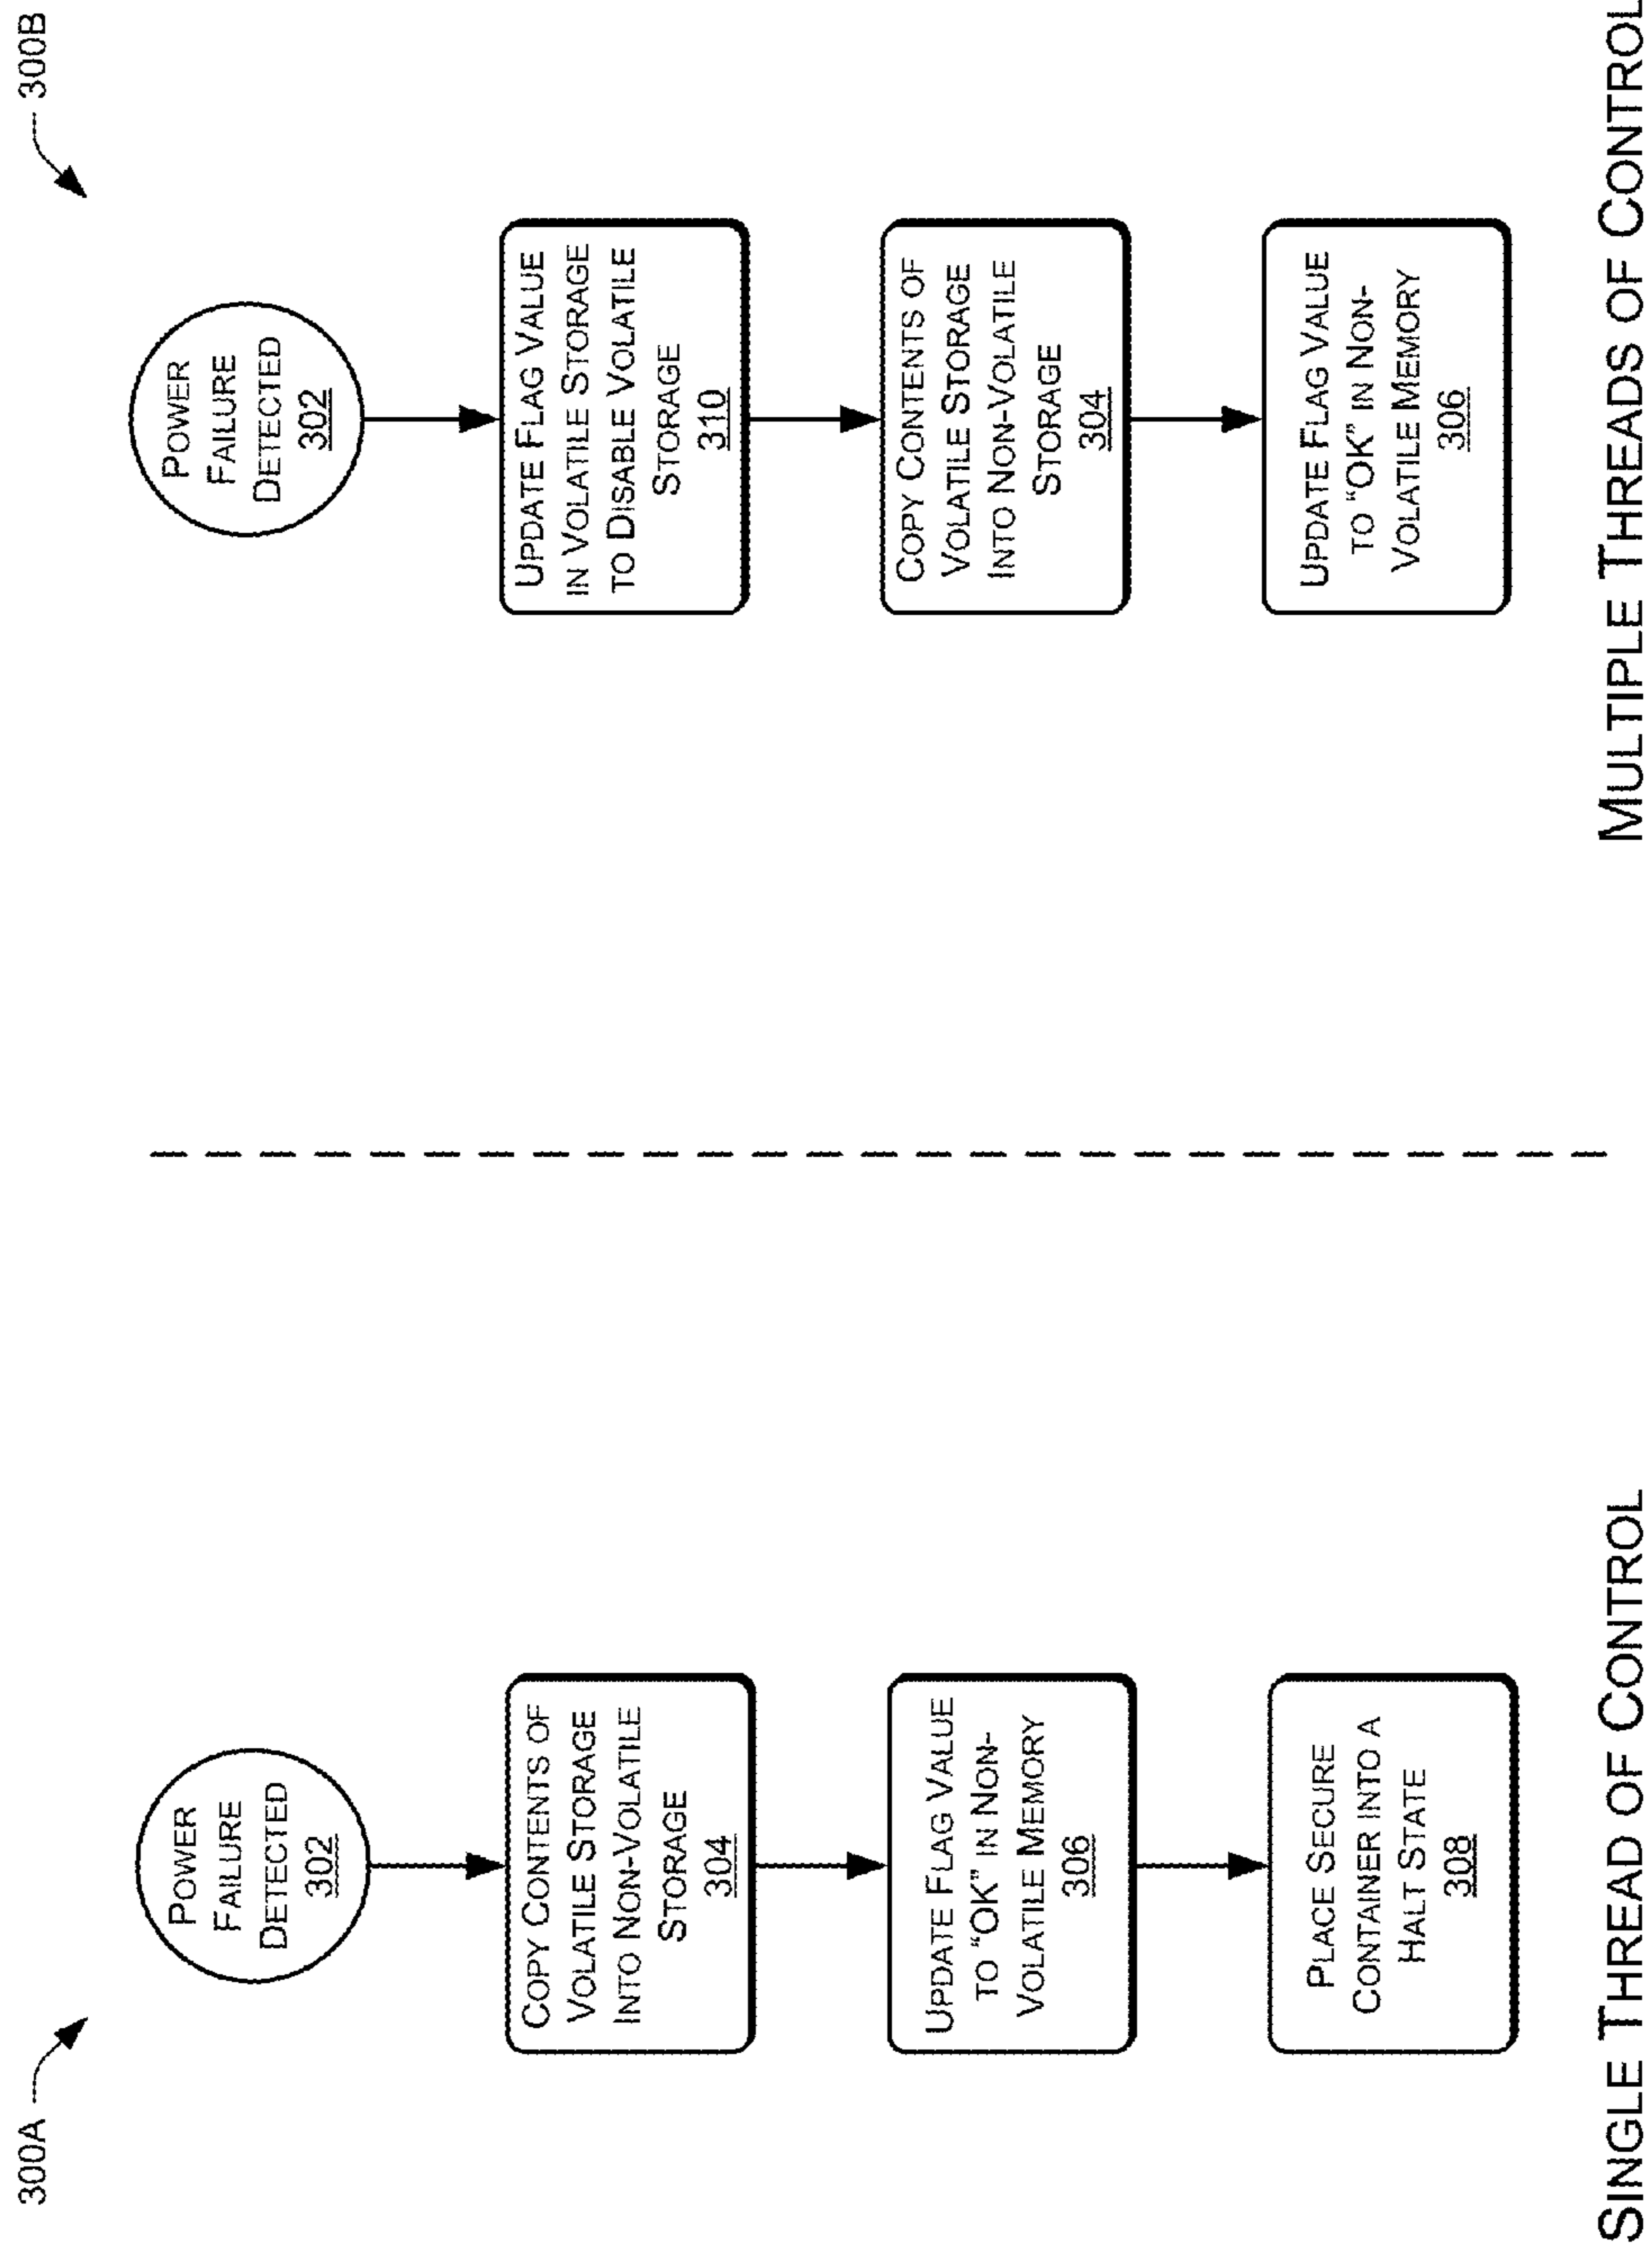 300A
POWER
FAILURE
DETECTED
302
COPY CONTENTS OF
VOLATILE STORAGE
INTO NON-VOLATILE
STORAGE
304
UPDATE FLAG VALUE
TO “OK” IN NON-
VOLATILE MEMORY
306
PLACE SECURE
CONTAINER INTO A
HALT STATE
308
SINGLE THREAD OF CONTROL
300B
POWER
FAILURE
DETECTED
302
UPDATE FLAG VALUE
IN VOLATILE STORAGE
TO DISABLE VOLATILE
STORAGE
310
COPY CONTENTS OF
VOLATILE STORAGE
INTO NON-VOLATILE
STORAGE
304
UPDATE FLAG VALUE
TO “OK” IN NON-
VOLATILE MEMORY
306
MULTIPLE THREADS OF CONTROL